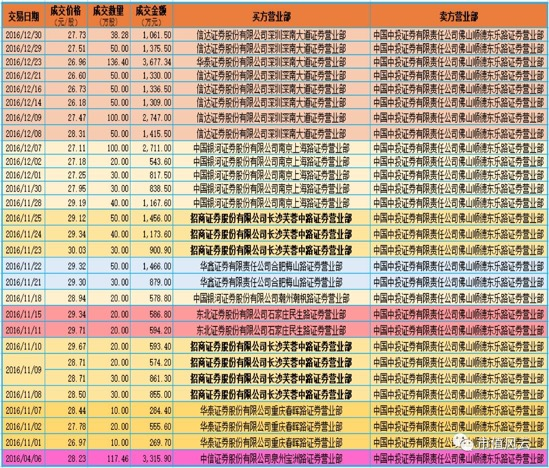 交易日期 成交价格(元/股) 成交数量(万股) 成交金额(万元) 买方营业部 卖方营业部
2016/12/30 27.73 38.28 1,061.50 信达证券股份有限公司深圳深南大道证券营业部 中国中投证券有限责任公司佛山顺德东乐路证券营业部
2016/12/29 27.51 50.00 1,375.50 信达证券股份有限公司深圳深南大道证券营业部 中国中投证券有限责任公司佛山顺德东乐路证券营业部
2016/12/23 26.96 136.40 3,677.34 华泰证券股份有限公司深圳深南大道证券营业部 中国中投证券有限责任公司佛山顺德东乐路证券营业部
2016/12/21 26.60 50.00 1,330.00 信达证券股份有限公司深圳深南大道证券营业部 中国中投证券有限责任公司佛山顺德东乐路证券营业部
2016/12/16 26.73 50.00 1,336.50 信达证券股份有限公司深圳深南大道证券营业部 中国中投证券有限责任公司佛山顺德东乐路证券营业部
2016/12/14 26.18 50.00 1,309.00 信达证券股份有限公司深圳深南大道证券营业部 中国中投证券有限责任公司佛山顺德东乐路证券营业部
2016/12/09 27.47 100.00 2,747.00 信达证券股份有限公司深圳深南大道证券营业部 中国中投证券有限责任公司佛山顺德东乐路证券营业部
2016/12/08 28.31 50.00 1,415.50 信达证券股份有限公司深圳深南大道证券营业部 中国中投证券有限责任公司佛山顺德东乐路证券营业部
2016/12/07 27.11 100.00 2,711.00 中国银河证券股份有限公司南京上海路证券营业部 中国中投证券有限责任公司佛山顺德东乐路证券营业部
2016/12/02 27.18 20.00 543.60 中国银河证券股份有限公司南京上海路证券营业部 中国中投证券有限责任公司佛山顺德东乐路证券营业部
2016/12/01 27.25 30.00 817.50 中国银河证券股份有限公司南京上海路证券营业部 中国中投证券有限责任公司佛山顺德东乐路证券营业部
2016/11/30 27.95 30.00 838.50 中国银河证券股份有限公司南京上海路证券营业部 中国中投证券有限责任公司佛山顺德东乐路证券营业部
2016/11/28 29.19 40.00 1,167.60 中国银河证券股份有限公司南京上海路证券营业部 中国中投证券有限责任公司佛山顺德东乐路证券营业部
2016/11/25 29.12 50.00 1,456.00 招商证券股份有限公司长沙芙蓉中路证券营业部 中国中投证券有限责任公司佛山顺德东乐路证券营业部
2016/11/24 29.34 40.00 1,173.60 招商证券股份有限公司长沙芙蓉中路证券营业部 中国中投证券有限责任公司佛山顺德东乐路证券营业部
2016/11/23 30.03 30.00 900.90 招商证券股份有限公司长沙芙蓉中路证券营业部 中国中投证券有限责任公司佛山顺德东乐路证券营业部
2016/11/22 29.32 50.00 1,466.00 华鑫证券有限责任公司合肥梅山路证券营业部 中国中投证券有限责任公司佛山顺德东乐路证券营业部
2016/11/21 29.30 30.00 879.00 华鑫证券有限责任公司合肥梅山路证券营业部 中国中投证券有限责任公司佛山顺德东乐路证券营业部
2016/11/18 28.94 20.00 578.80 中国银河证券股份有限公司潮州潮枫路证券营业部 中国中投证券有限责任公司佛山顺德东乐路证券营业部
2016/11/15 29.34 20.00 586.80 东北证券股份有限公司石家庄民生路证券营业部 中国中投证券有限责任公司佛山顺德东乐路证券营业部
2016/11/11 29.71 20.00 594.20 东北证券股份有限公司石家庄民生路证券营业部 中国中投证券有限责任公司佛山顺德东乐路证券营业部
2016/11/10 29.67 20.00 593.40 招商证券股份有限公司长沙芙蓉中路证券营业部 中国中投证券有限责任公司佛山顺德东乐路证券营业部
2016/11/09 28.71 20.00 574.20 招商证券股份有限公司长沙芙蓉中路证券营业部 中国中投证券有限责任公司佛山顺德东乐路证券营业部
28.71 30.00 861.30 招商证券股份有限公司长沙芙蓉中路证券营业部 中国中投证券有限责任公司佛山顺德东乐路证券营业部
2016/11/08 28.50 30.00 855.00 招商证券股份有限公司长沙芙蓉中路证券营业部 中国中投证券有限责任公司佛山顺德东乐路证券营业部
2016/11/07 28.44 10.00 284.40 华泰证券股份有限公司重庆春晖路证券营业部 中国中投证券有限责任公司佛山顺德东乐路证券营业部
2016/11/02 27.78 20.00 555.60 华泰证券股份有限公司重庆春晖路证券营业部 中国中投证券有限责任公司佛山顺德东乐路证券营业部
2016/11/01 26.97 10.00 269.70 华泰证券股份有限公司重庆春晖路证券营业部 中国中投证券有限责任公司佛山顺德东乐路证券营业部
2016/04/06 28.23 117.46 3,315.90 中信证券股份有限公司泉州宝洲路证券营业部 中国中投证券有限责任公司佛山顺德东乐路证券营业部
市值风云